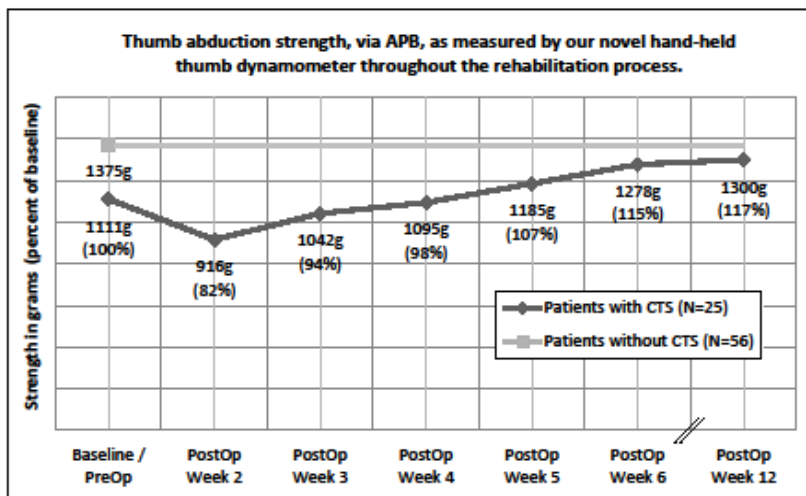 Thumb abduction strength, via APB, as measured by our novel hand-held
thumb dynamometer throughout the rehabilitation process.
Strength in grams (percent of baseline)
1375g
1111g
(100%)
916g
(82%)
1042g
(94%)
1095g
(98%)
1185g
(107%)
1278g
(115%)
1300g
(117%)
Patients with CTS (N=25)
Patients without CTS (N=56)
Baseline /
PreOp
PostOp
Week 2
PostOp
Week 3
PostOp
Week 4
PostOp
Week 5
PostOp
Week 6
//
PostOp
Week 12